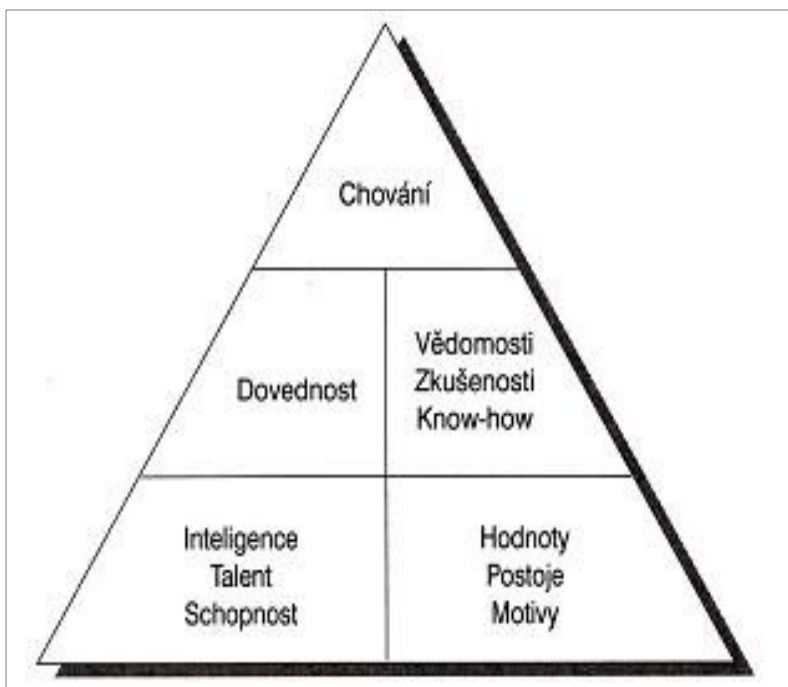 Chování
Dovednost
Vědomosti
Zkušenosti
Know-how
Inteligence
Talent
Schopnost
Hodnoty
Postoje
Motivy